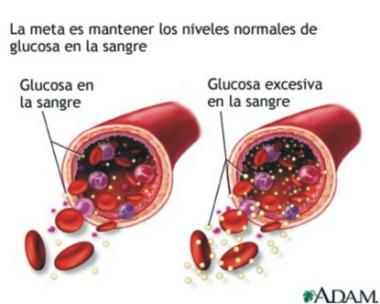 La meta es mantener los niveles normales de
glucosa en la sangre
Glucosa en
la sangre
Glucosa excesiva
en la sangre
ADAM